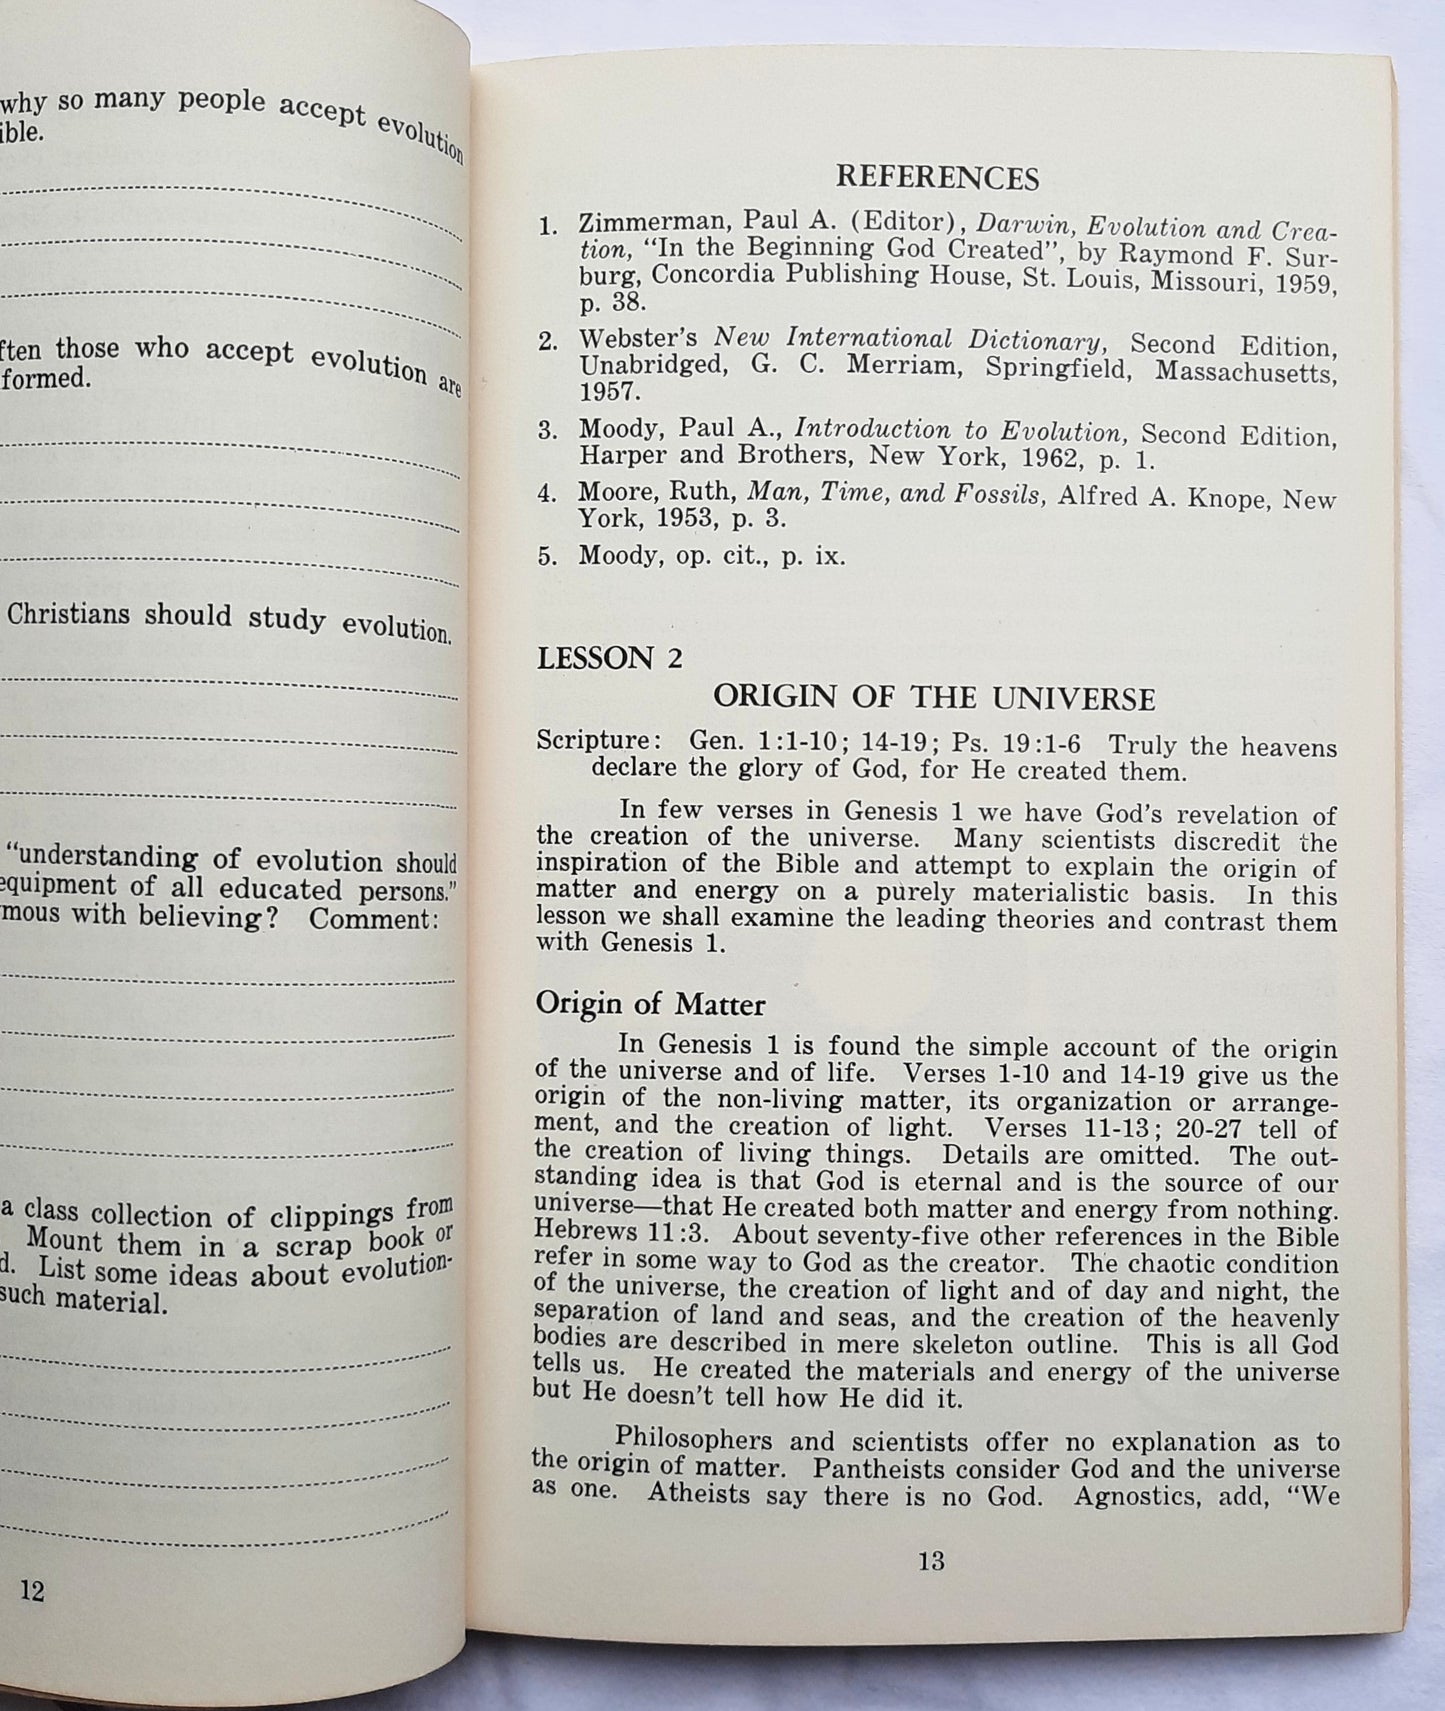 why so many people accept evolution
ible.
ften those who accept evolution are
formed.
Christians should study evolution.
"understanding of evolution should
equipment of all educated persons."
mous with believing? Comment:
a class collection of clippings from
Mount them in a scrap book or
d. List some ideas about evolution-
such material.
12
REFERENCES
1. Zimmerman, Paul A. (Editor), Darwin, Evolution and Crea-
tion, "In the Beginning God Created", by Raymond F. Sur-
burg, Concordia Publishing House, St. Louis, Missouri, 1959,
p. 38.
2. Webster's New International Dictionary, Second Edition,
Unabridged, G. C. Merriam, Springfield, Massachusetts,
1957.
3. Moody, Paul A., Introduction to Evolution, Second Edition,
Harper and Brothers, New York, 1962, p. 1.
4. Moore, Ruth, Man, Time, and Fossils, Alfred A. Knope, New
York, 1953, p. 3.
5. Moody, op. cit., p. ix.
LESSON 2
ORIGIN OF THE UNIVERSE
Scripture: Gen. 1:1-10; 14-19; Ps. 19:1-6 Truly the heavens
declare the glory of God, for He created them.
In few verses in Genesis 1 we have God's revelation of
the creation of the universe. Many scientists discredit the
inspiration of the Bible and attempt to explain the origin of
matter and energy on a purely materialistic basis. In this
lesson we shall examine the leading theories and contrast them
with Genesis 1.
Origin of Matter
In Genesis 1 is found the simple account of the origin
of the universe and of life. Verses 1-10 and 14-19 give us the
origin of the non-living matter, its organization or arrange-
ment, and the creation of light. Verses 11-13; 20-27 tell of
the creation of living things. Details are omitted. The out-
standing idea is that God is eternal and is the source of our
universe—that He created both matter and energy from nothing.
Hebrews 11:3. About seventy-five other references in the Bible
refer in some way to God as the creator. The chaotic condition
of the universe, the creation of light and of day and night, the
separation of land and seas, and the creation of the heavenly
bodies are described in mere skeleton outline. This is all God
tells us. He created the materials and energy of the universe
but He doesn't tell how He did it.
Philosophers and scientists offer no explanation as to
the origin of matter. Pantheists consider God and the universe
as one. Atheists say there is no God. Agnostics, add, "We
13